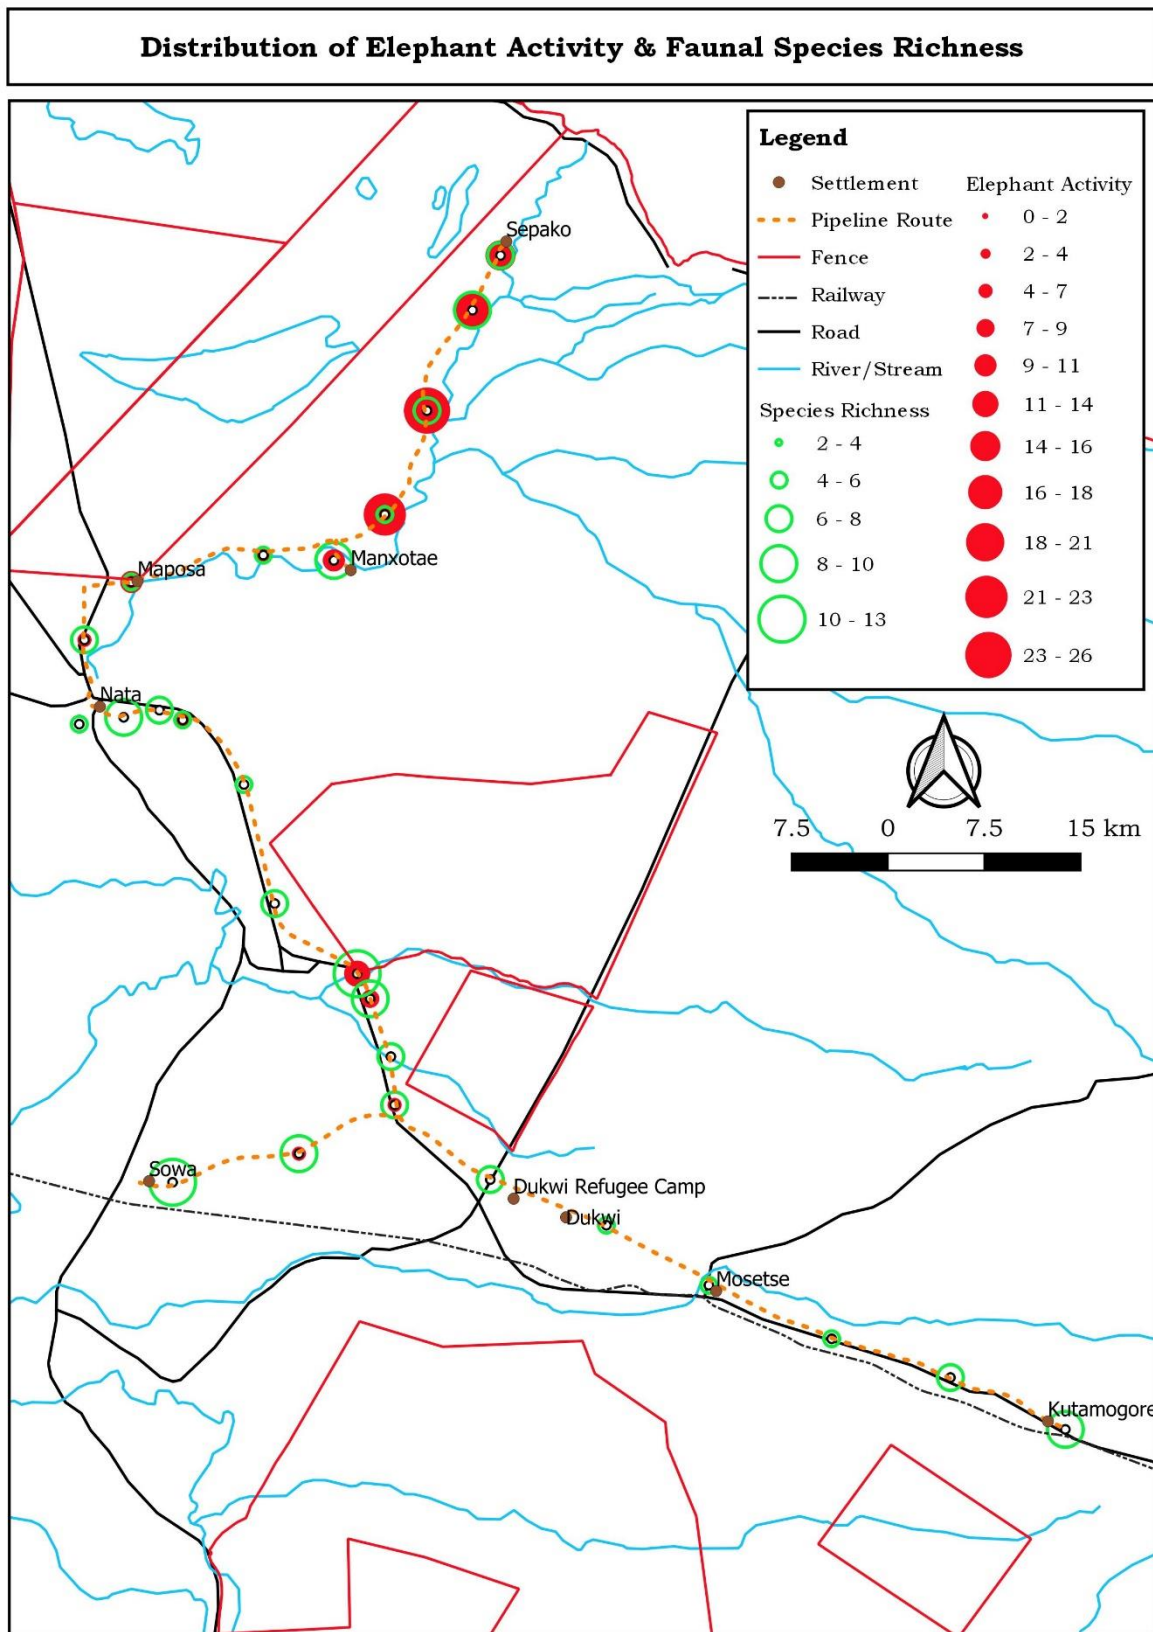 Distribution of Elephant Activity & Faunal Species Richness
Legend
Settlement
Pipeline Route
Fence
Railway
Road
River/Stream
Species Richness
2 - 4
4 - 6
6 - 8
8 - 10
10 - 13
Elephant Activity
0 - 2
2 - 4
4 - 7
7 - 9
9 - 11
11 - 14
14 - 16
16 - 18
18 - 21
21 - 23
23 - 26
Sepako
Manxotae
Maposa
Nata
7.5 0 7.5 15 km
Sowa
Dukwi Refugee Camp
Dukwi
Mosetse
Kutamogore